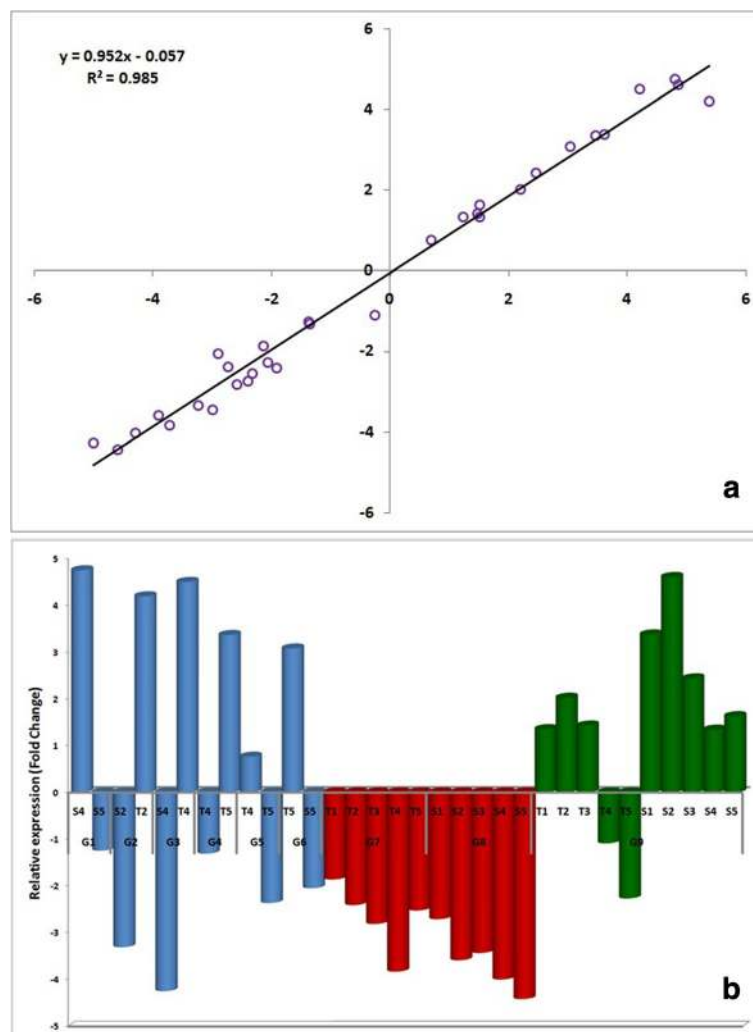 y = 0.952x - 0.057
R² = 0.985
6
4
2
0
-6 -4 -2 0 2 4 6
-2
-4
-6
a
Relative expression (Fold Change)
5
4
3
2
1
0
-1
-2
-3
-4
-5
S4 S5 S2 T2 S4 T4 T4 T5 T4 T5 T5 S5 T1 T2 T3 T4 T5 S1 S2 S3 S4 S5 T1 T2 T3 T4 T5 S1 S2 S3 S4 S5
G1 G2 G3 G4 G5 G6 G7 G8 G9
b